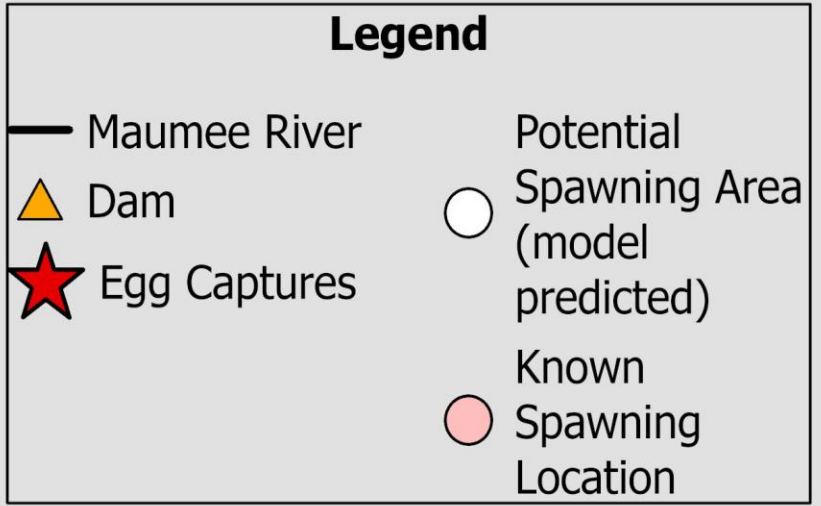 Legend
Maumee River
Dam
Egg Captures
Potential
Spawning Area
(model
predicted)
Known
Spawning
Location